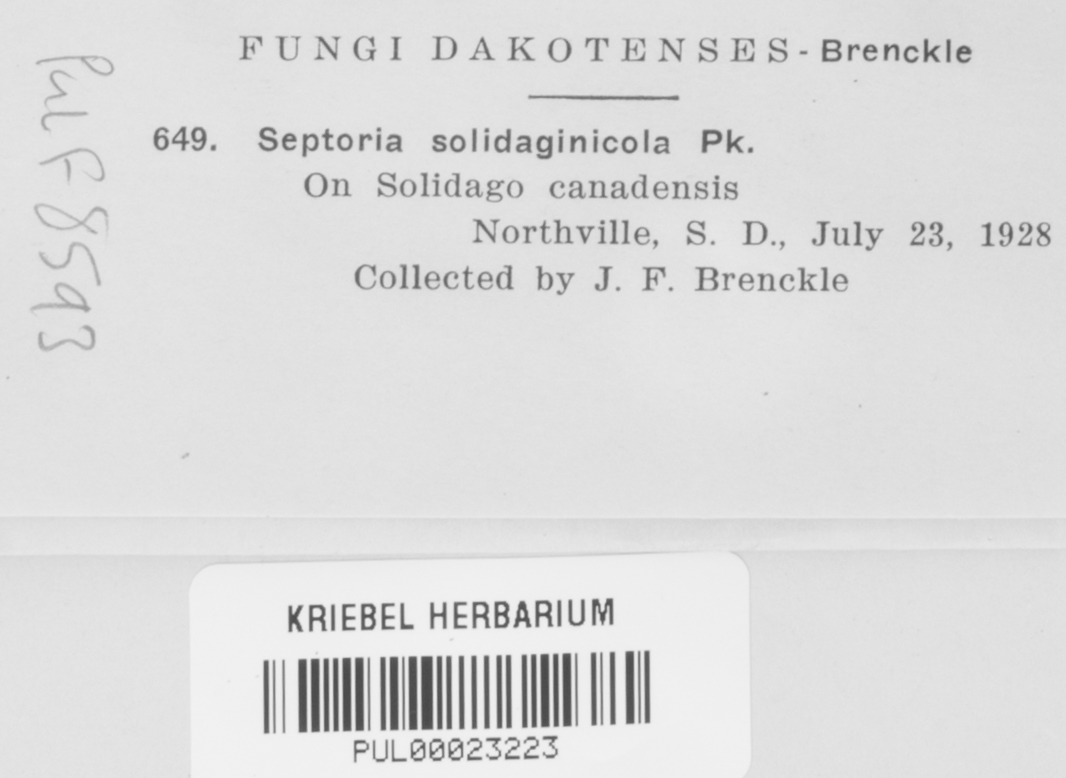 FUNGI DAKOTENSES - Brenckle
649. Septoria solidaginicola Pk.
On Solidago canadensis
Northville, S. D., July 23, 1928
Collected by J. F. Brenckle
PUL F8593
KRIEBEL HERBARIUM
PUL00023223